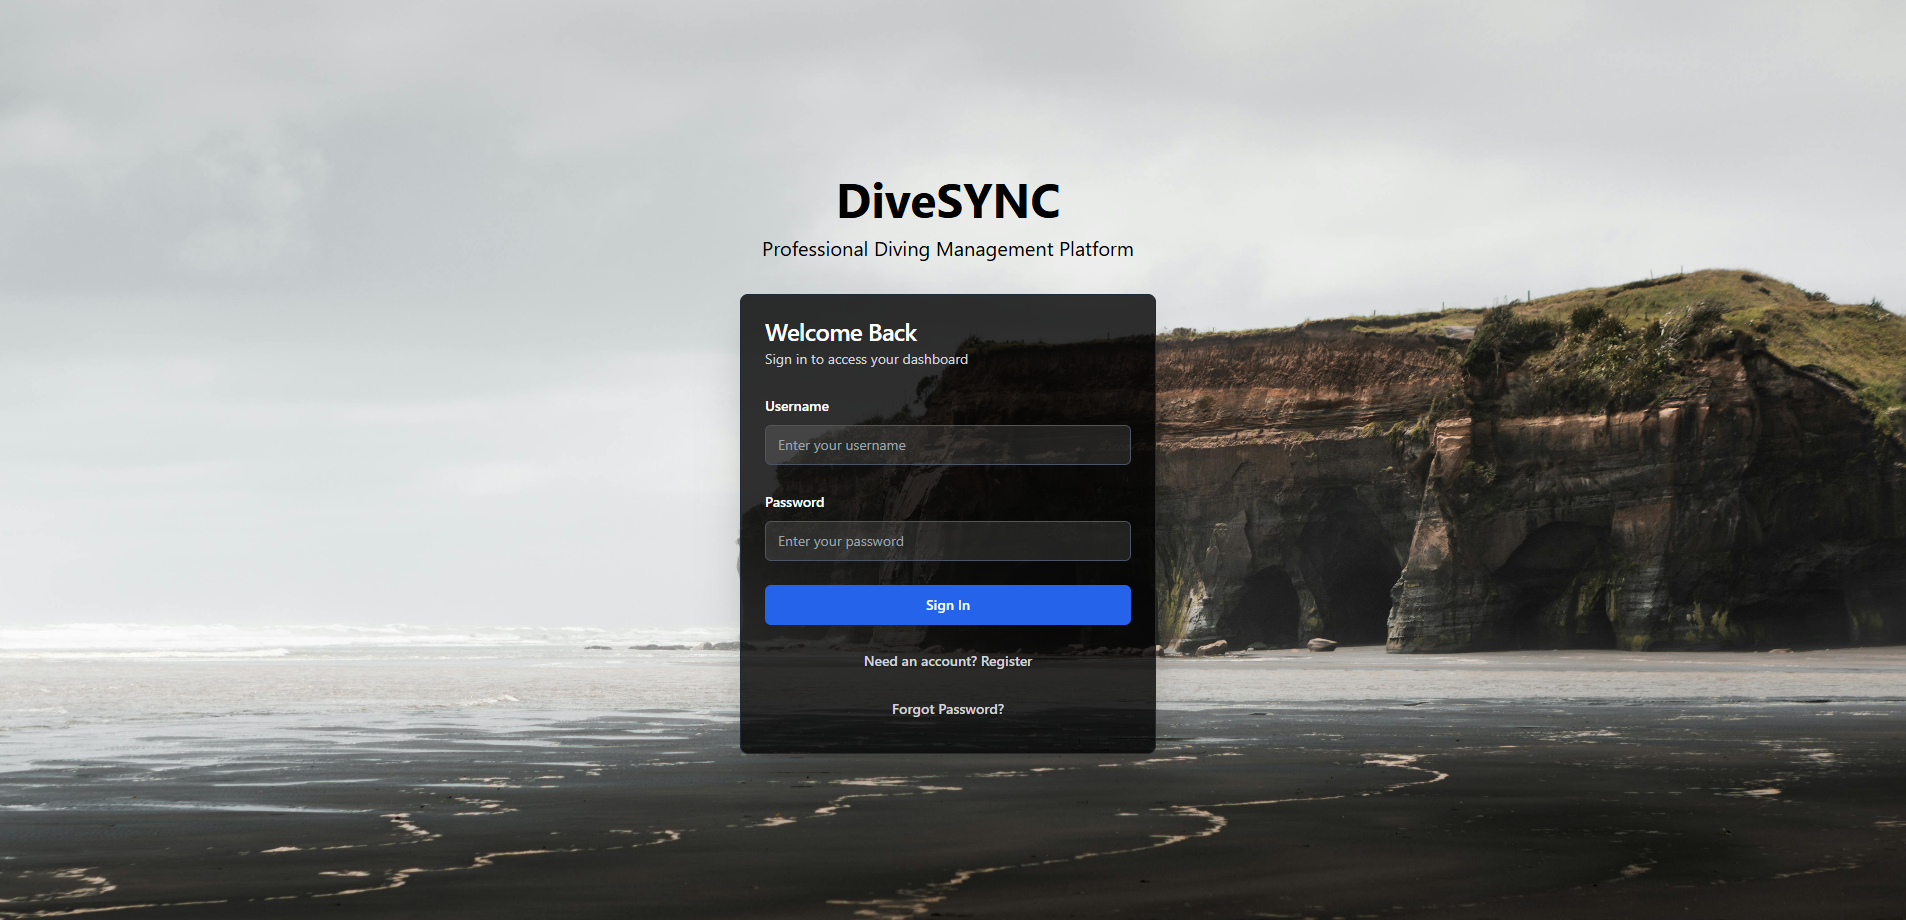 DiveSYNC
Professional Diving Management Platform
Welcome Back
Sign in to access your dashboard
Username
Enter your username
Password
Enter your password
Sign In
Need an account? Register
Forgot Password?